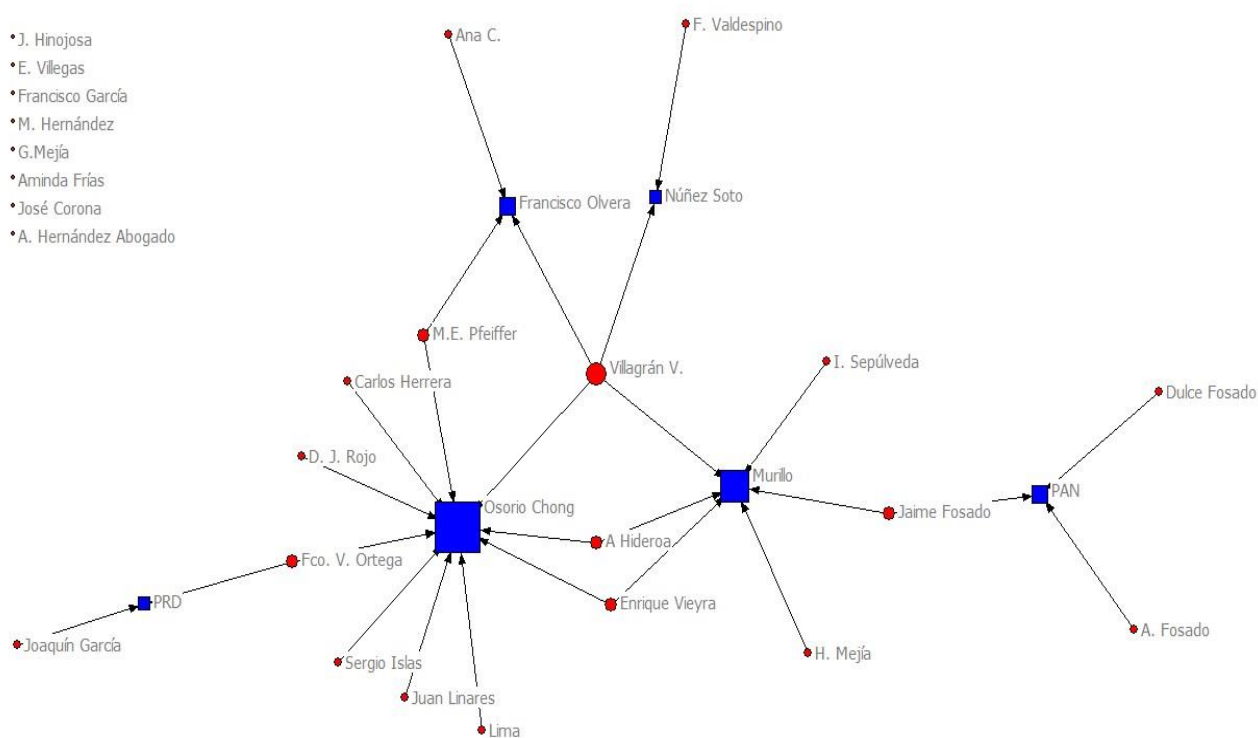 J. Hinojosa
E. Villegas
Francisco García
M. Hernández
G.Mejía
Aminda Frías
José Corona
A. Hernández Abogado
Ana C.
F. Valdespino
Francisco Olvera
Núñez Soto
M.E. Pfeiffer
Villagrán V.
Carlos Herrera
I. Sepúlveda
Dulce Fosado
D. J. Rojo
Osorio Chong
Murillo
PAN
Jaime Fosado
A Hideroa
Fco. V. Ortega
Enrique Vieyra
PRD
Joaquín García
A. Fosado
H. Mejía
Sergio Islas
Juan Linares
Lima